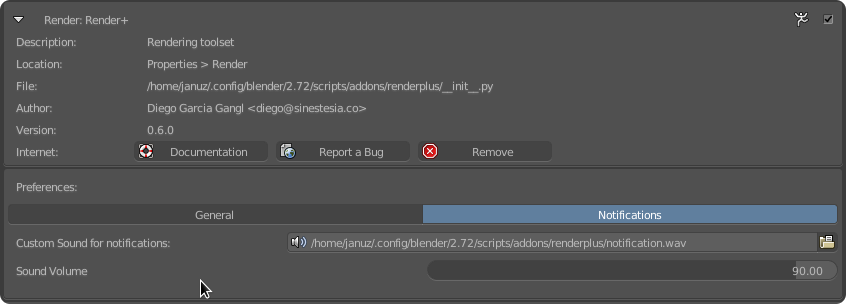 Render: Render+
Description: Rendering toolset
Location: Properties > Render
File: /home/januz/.config/blender/2.72/scripts/addons/renderplus/__init__.py
Author: Diego Garcia Gangl <diego@sinestesia.co>
Version: 0.6.0
Internet: Documentation Report a Bug Remove
Preferences:
General Notifications
Custom Sound for notifications: /home/januz/.config/blender/2.72/scripts/addons/renderplus/notification.wav
Sound Volume 90.00